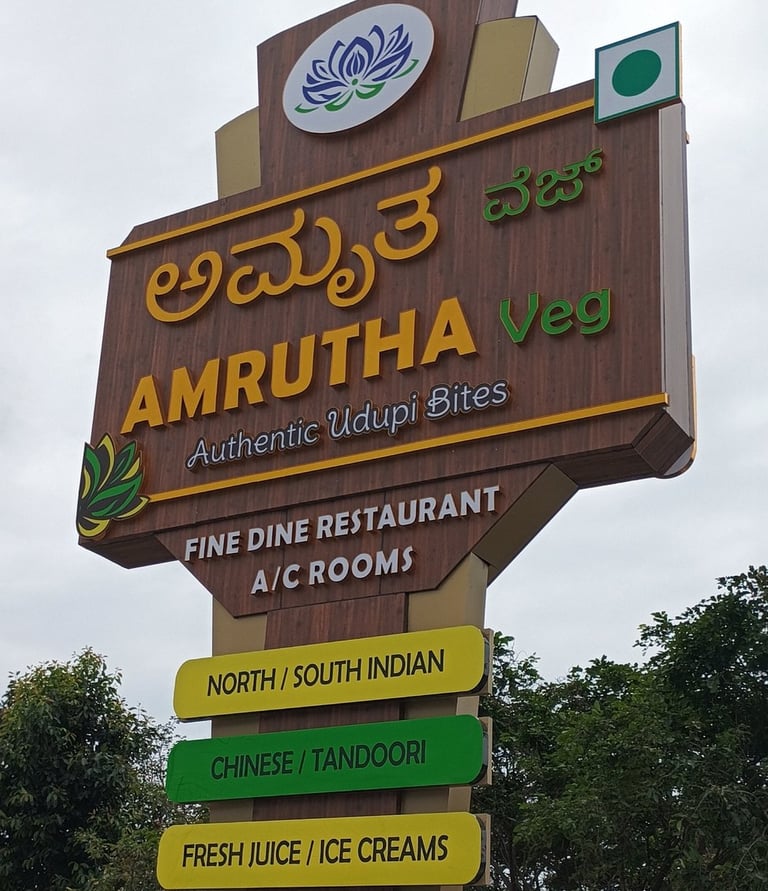 ಅಮೃತ ವೆಜ್
AMRUTHA Veg
Authentic Udupi Bites
FINE DINE RESTAURANT
A/C ROOMS
NORTH / SOUTH INDIAN
CHINESE / TANDOORI
FRESH JUICE / ICE CREAMS